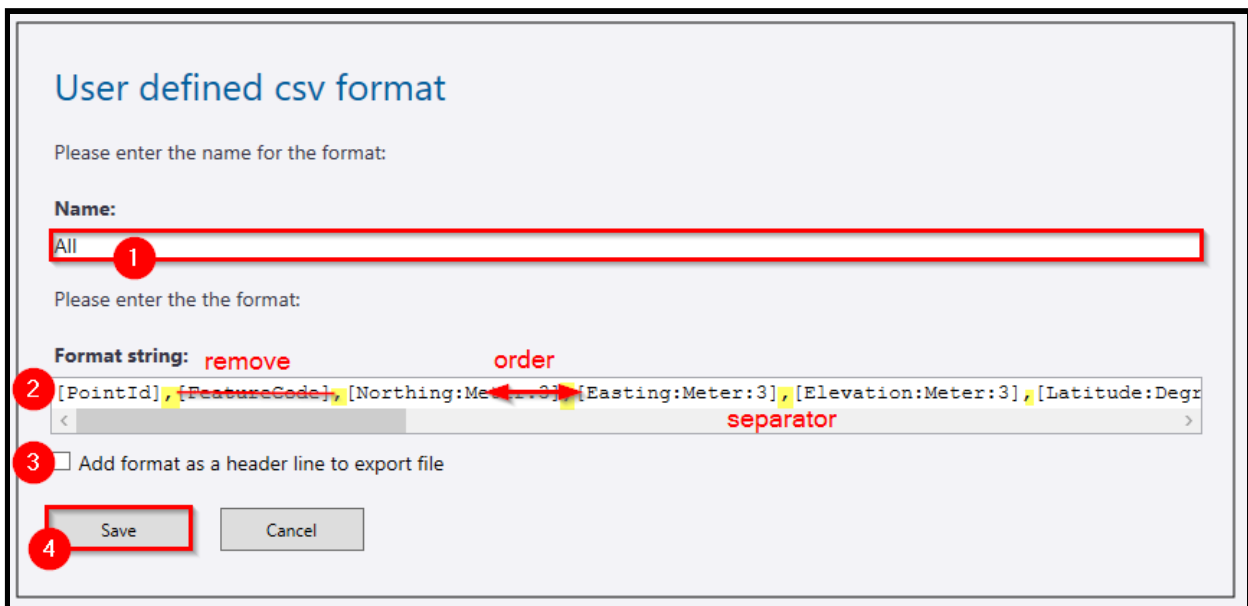 User defined csv format
Please enter the name for the format:
Name:
All
1
Please enter the the format:
Format string: remove order
2 [PointId],[FeatureCode],[Northing:Meter:3],[Easting:Meter:3],[Elevation:Meter:3],[Latitude:Degr
separator
3 Add format as a header line to export file
Save Cancel
4